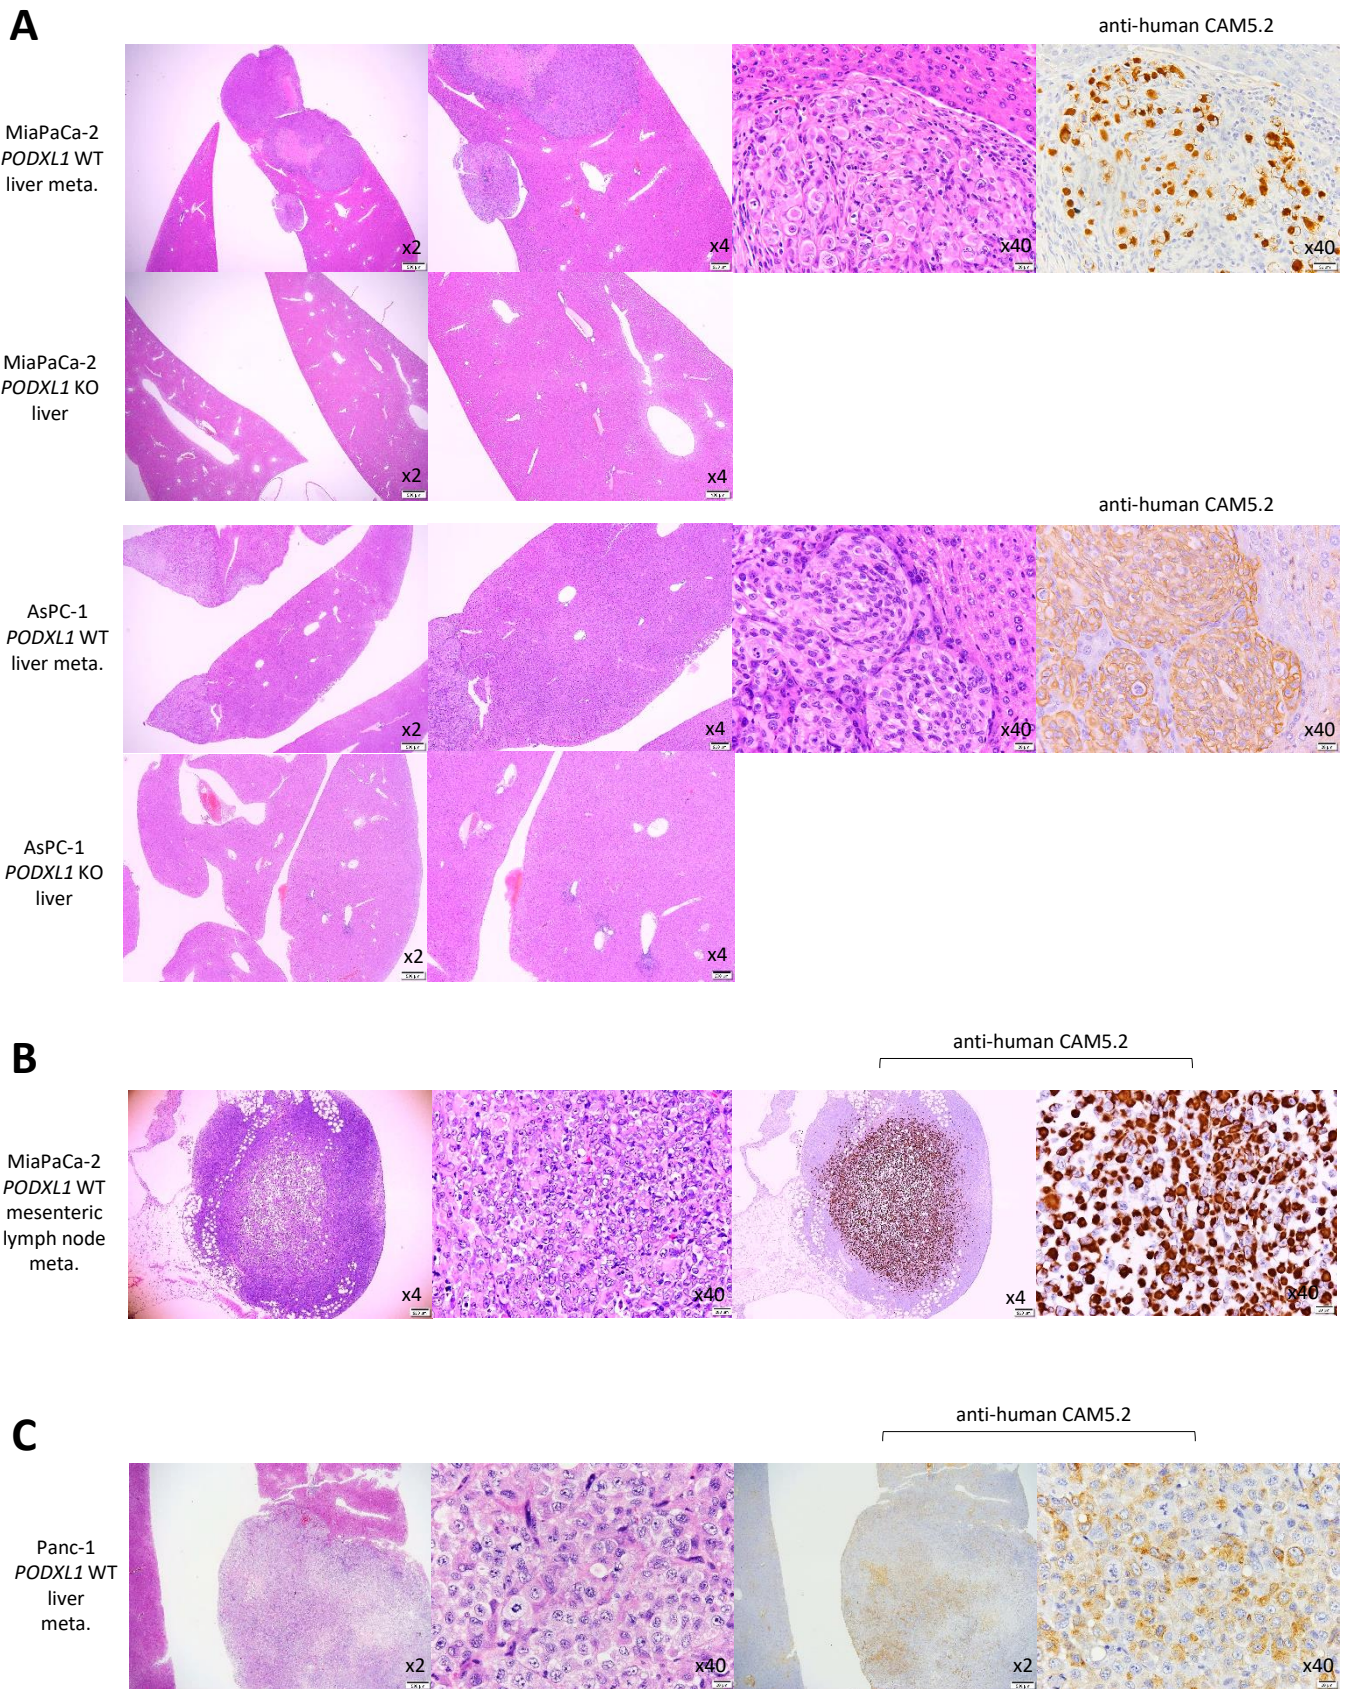 A
anti-human CAM5.2
MiaPaCa-2
PODXL1 WT
liver meta.
x2
x4
x40
x40
MiaPaCa-2
PODXL1 KO
liver
x2
x4
anti-human CAM5.2
AsPC-1
PODXL1 WT
liver meta.
x2
x4
x40
x40
AsPC-1
PODXL1 KO
liver
x2
x4
B
anti-human CAM5.2
MiaPaCa-2
PODXL1 WT
mesenteric
lymph node
meta.
x4
x40
x4
x40
C
anti-human CAM5.2
Panc-1
PODXL1 WT
liver
meta.
x2
x40
x2
x40